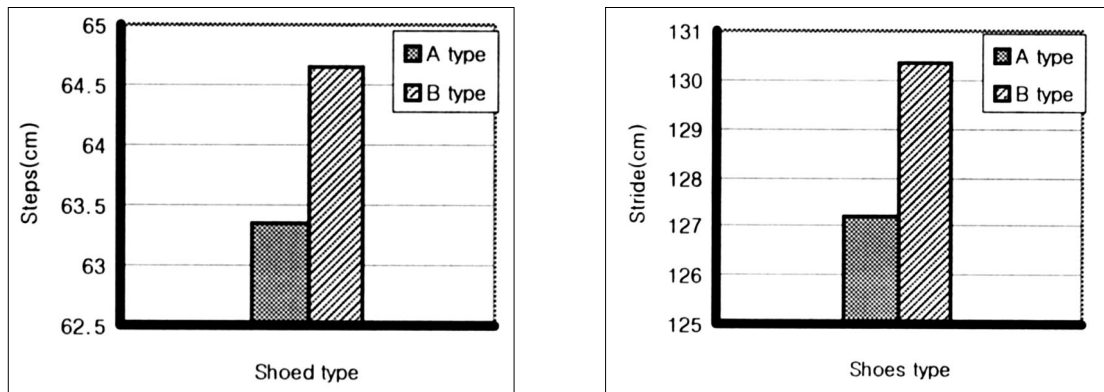 65
64.5
64
63.5
63
62.5
Steps(cm)
A type
B type
Shoed type
131
130
129
128
127
126
125
Stride(cm)
A type
B type
Shoes type